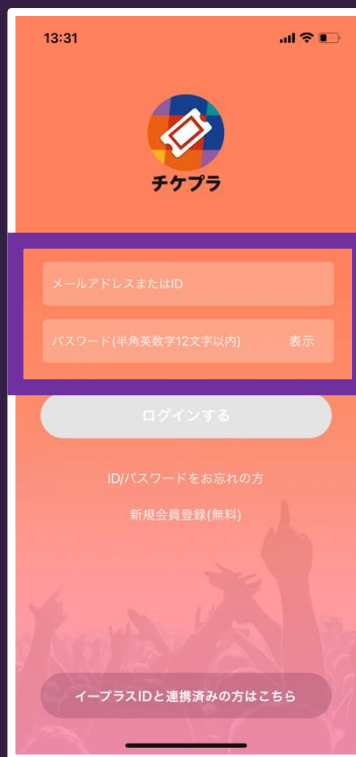 13:31
チケプラ
メールアドレスまたはID
パスワード(半角英数字12文字以内) 表示
ログインする
ID/パスワードをお忘れの方
新規会員登録(無料)
イープラスIDと連携済みの方はこちら